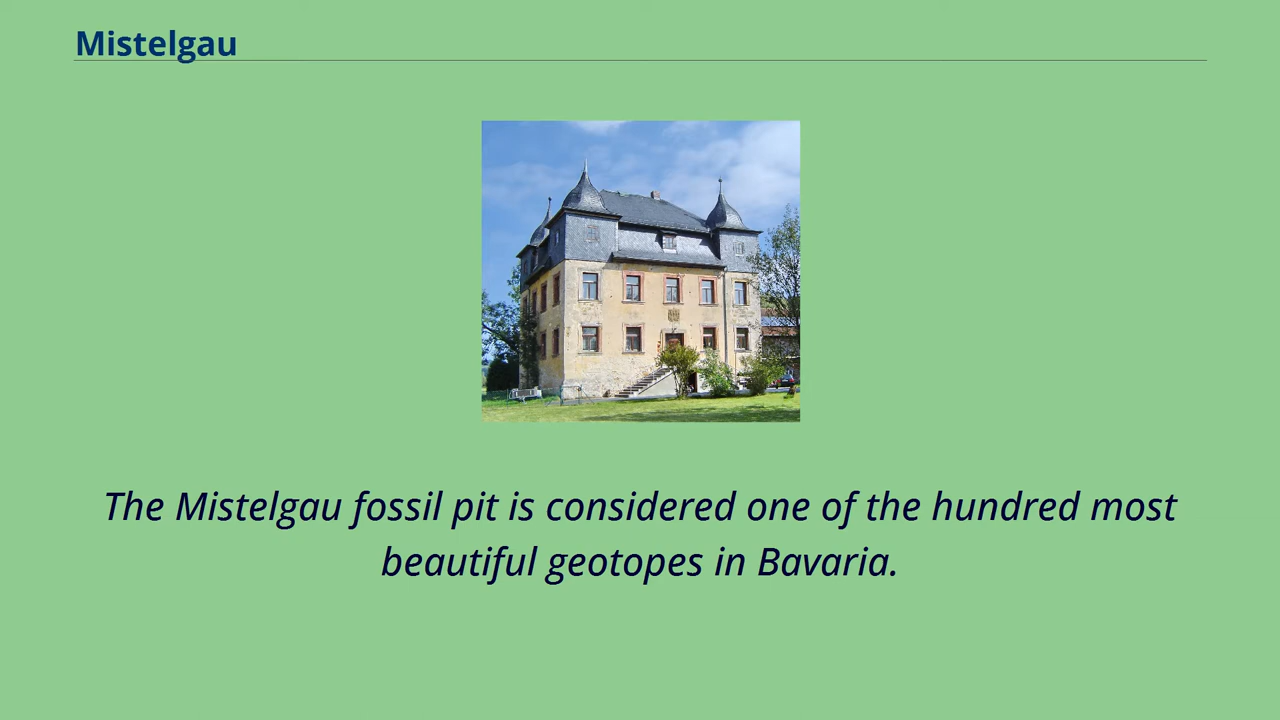 Mistelgau
The Mistelgau fossil pit is considered one of the hundred most
beautiful geotopes in Bavaria.